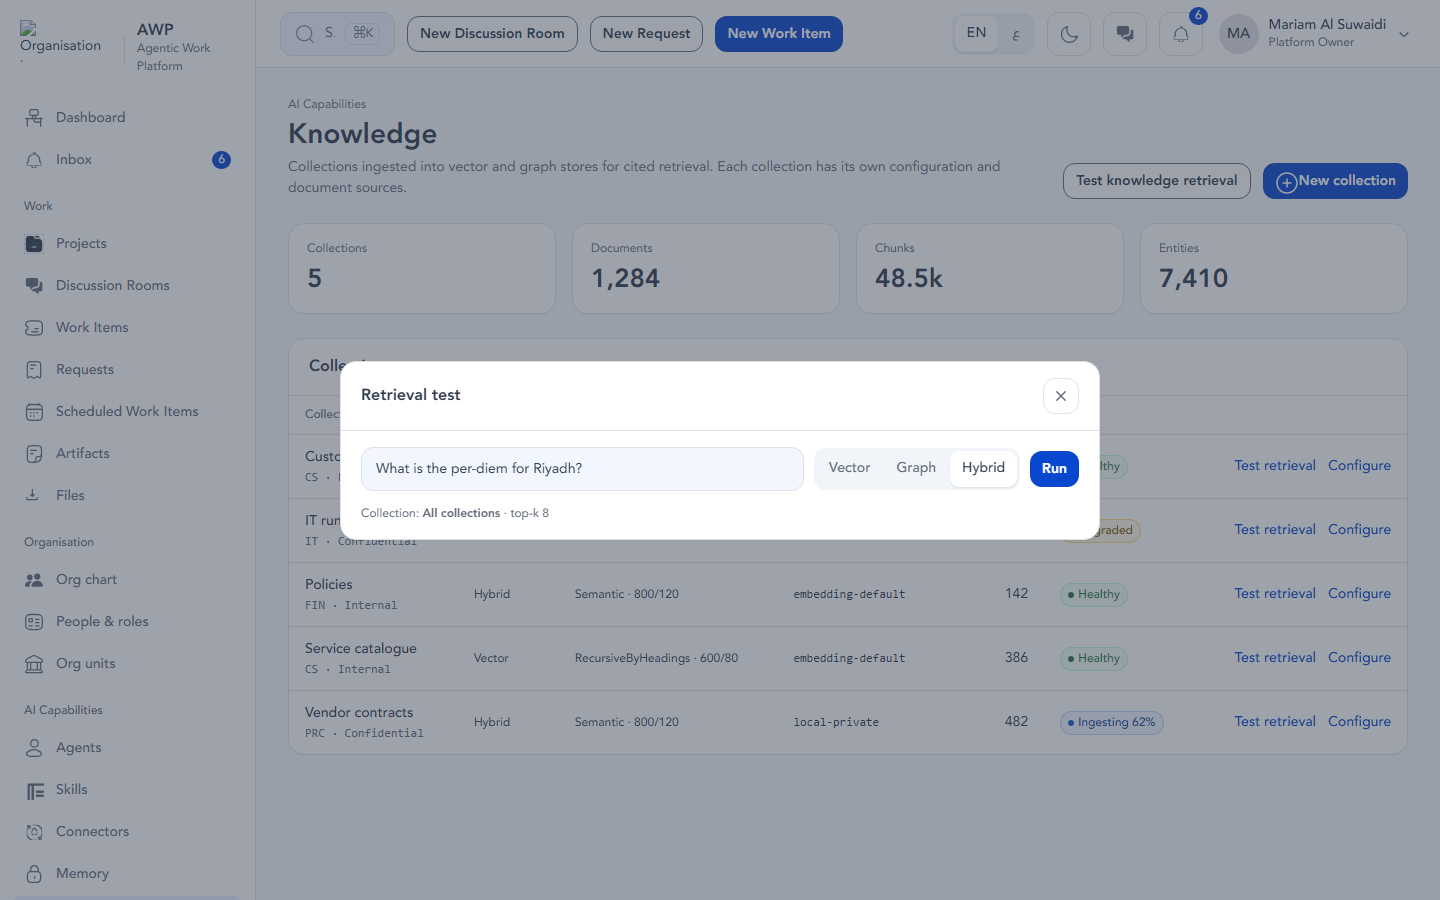 Organisation
AWP
Agentic Work
Platform
Dashboard
Inbox
6
Work
Projects
Discussion Rooms
Work Items
Requests
Scheduled Work Items
Artifacts
Files
Organisation
Org chart
People & roles
Org units
AI Capabilities
Agents
Skills
Connectors
Memory
S
⌘K
New Discussion Room
New Request
New Work Item
EN
ع
6
MA
Mariam Al Suwaidi
Platform Owner
AI Capabilities
Knowledge
Collections ingested into vector and graph stores for cited retrieval. Each collection has its own configuration and
document sources.
Test knowledge retrieval
New collection
Collections
5
Documents
1,284
Chunks
48.5k
Entities
7,410
Retrieval test
What is the per-diem for Riyadh?
Vector
Graph
Hybrid
Run
Collection: All collections · top-k 8
Test retrieval
Configure
IT · Confidential
Test retrieval
Configure
Policies
FIN · Internal
Hybrid
Semantic · 800/120
embedding-default
142
Healthy
Test retrieval
Configure
Service catalogue
CS · Internal
Vector
RecursiveByHeadings · 600/80
embedding-default
386
Healthy
Test retrieval
Configure
Vendor contracts
PRC · Confidential
Hybrid
Semantic · 800/120
local-private
482
Ingesting 62%
Test retrieval
Configure